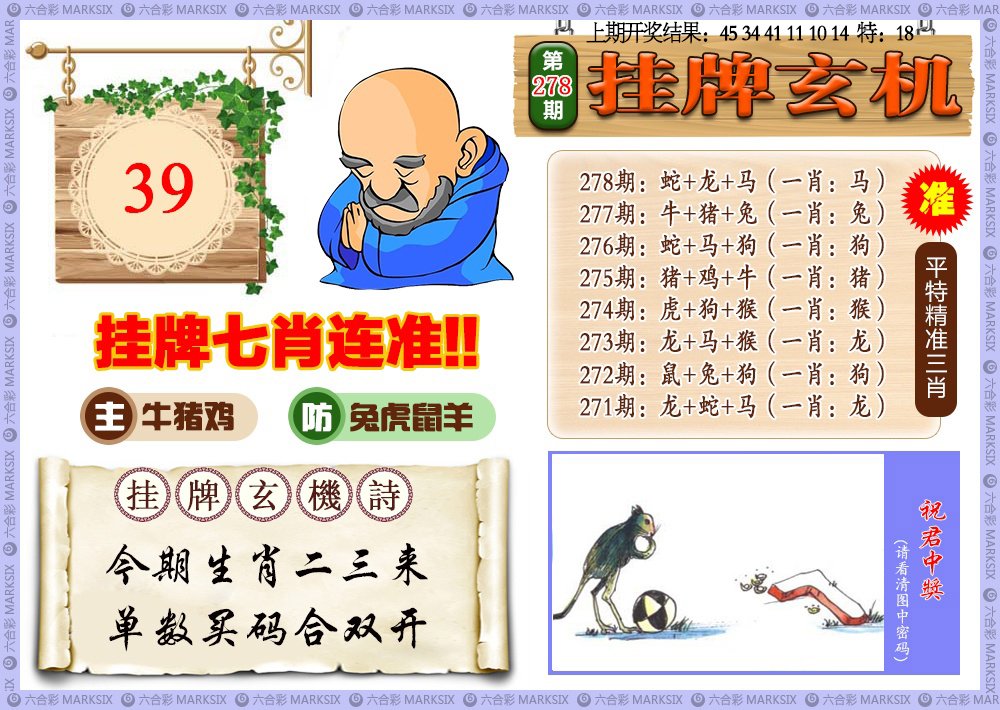 上期开奖结果：45 34 41 11 10 14 特：18
第278期
挂牌玄机
39
挂牌七肖连准!!
主 牛猪鸡
防 兔虎鼠羊
挂牌玄機詩
今期生肖二三来
单数买码合双开
278期：蛇+龙+马（一肖：马）
277期：牛+猪+兔（一肖：兔）
276期：蛇+马+狗（一肖：狗）
275期：猪+鸡+牛（一肖：猪）
274期：虎+狗+猴（一肖：猴）
273期：龙+马+猴（一肖：龙）
272期：鼠+兔+狗（一肖：狗）
271期：龙+蛇+马（一肖：龙）
准
平特精准三肖
祝君中獎
（请看清图中密码）
六合彩 MARKSIX